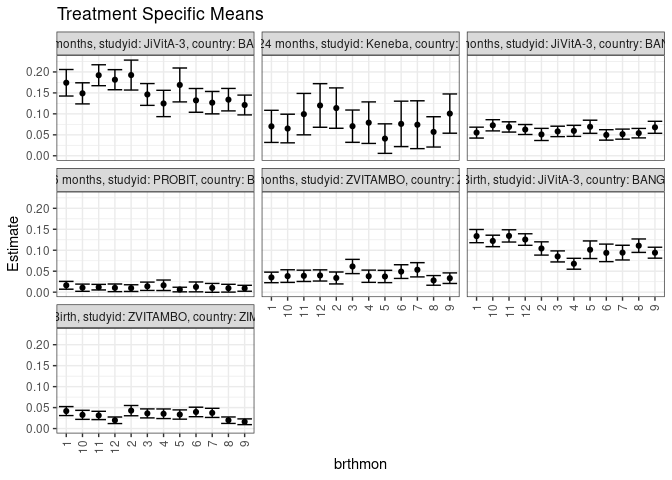 Treatment Specific Means
months, studyid: JiVitA-3, country: BA
24 months, studyid: Keneba, country:
months, studyid: JiVitA-3, country: BAN
0.20
0.15
0.10
0.05
0.00
months, studyid: PROBIT, country: B
months, studyid: ZVITAMBO, country: Z
Birth, studyid: JiVitA-3, country: BANG
0.20
0.15
0.10
0.05
0.00
Estimate
1 10 11 12 2 3 4 5 6 7 8 9
1 10 11 12 2 3 4 5 6 7 8 9
Birth, studyid: ZVITAMBO, country: ZIM
0.20
0.15
0.10
0.05
0.00
1 10 11 12 2 3 4 5 6 7 8 9
brthmon